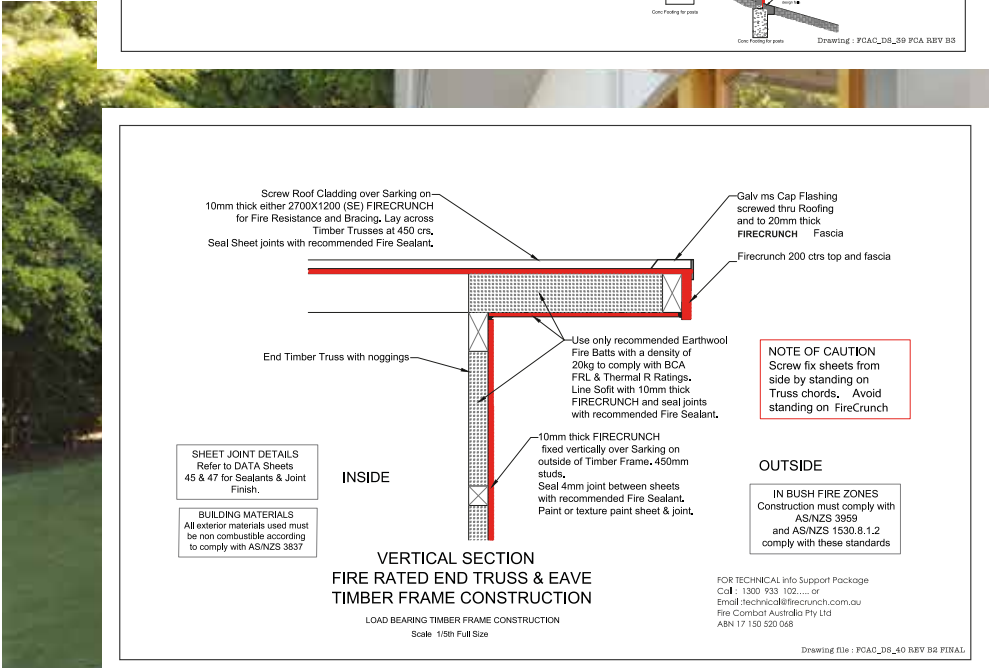 Conc Footing for posts
Conc Footing for posts
Drawing : FCAC_DS_39 FCA REV B3
Screw Roof Cladding over Sarking on
10mm thick either 2700X1200 (SE) FIRECRUNCH
for Fire Resistance and Bracing. Lay across
Timber Trusses at 450 crs.
Seal Sheet joints with recommended Fire Sealant.
Galv ms Cap Flashing
screwed thru Roofing
and to 20mm thick
FIRECRUNCH Fascia
Firecrunch 200 ctrs top and fascia
End Timber Truss with noggings
Use only recommended Earthwool
Fire Batts with a density of
20kg to comply with BCA
FRL & Thermal R Ratings.
Line Sofit with 10mm thick
FIRECRUNCH and seal joints
with recommended Fire Sealant.
NOTE OF CAUTION
Screw fix sheets from
side by standing on
Truss chords. Avoid
standing on FireCrunch
10mm thick FIRECRUNCH
fixed vertically over Sarking on
outside of Timber Frame. 450mm
studs.
Seal 4mm joint between sheets
with recommended Fire Sealant.
Paint or texture paint sheet & joint.
SHEET JOINT DETAILS
Refer to DATA Sheets
45 & 47 for Sealants & Joint
Finish.
INSIDE
OUTSIDE
BUILDING MATERIALS
All exterior materials used must
be non combustible according
to comply with AS/NZS 3837
IN BUSH FIRE ZONES
Construction must comply with
AS/NZS 3959
and AS/NZS 1530.8.1.2
comply with these standards
VERTICAL SECTION
FIRE RATED END TRUSS & EAVE
TIMBER FRAME CONSTRUCTION
LOAD BEARING TIMBER FRAME CONSTRUCTION
Scale 1/5th Full Size
FOR TECHNICAL info Support Package
Call : 1300 933 102..... or
Email :technical@firecrunch.com.au
Fire Combat Australia Pty Ltd
ABN 17 150 520 068
Drawing file : FCAC_DS_40 REV B2 FINAL